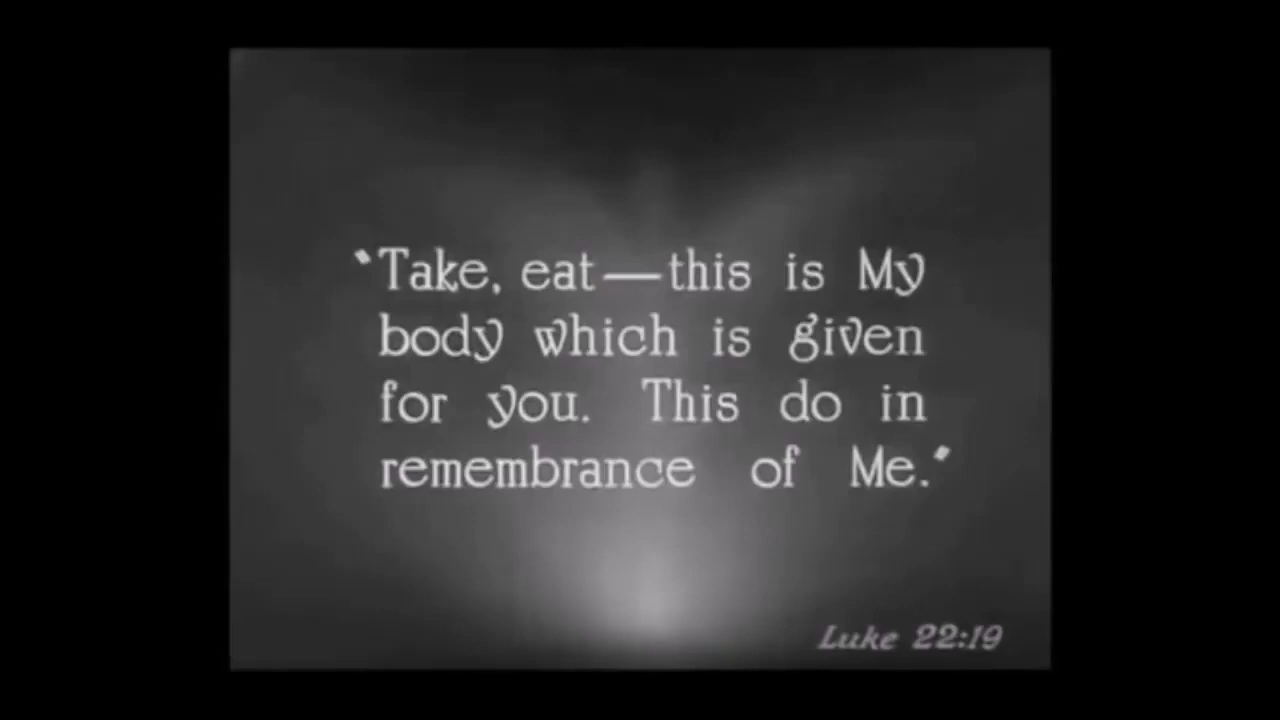 "Take, eat—this is My
body which is given
for you. This do in
remembrance of Me."
Luke 22:19